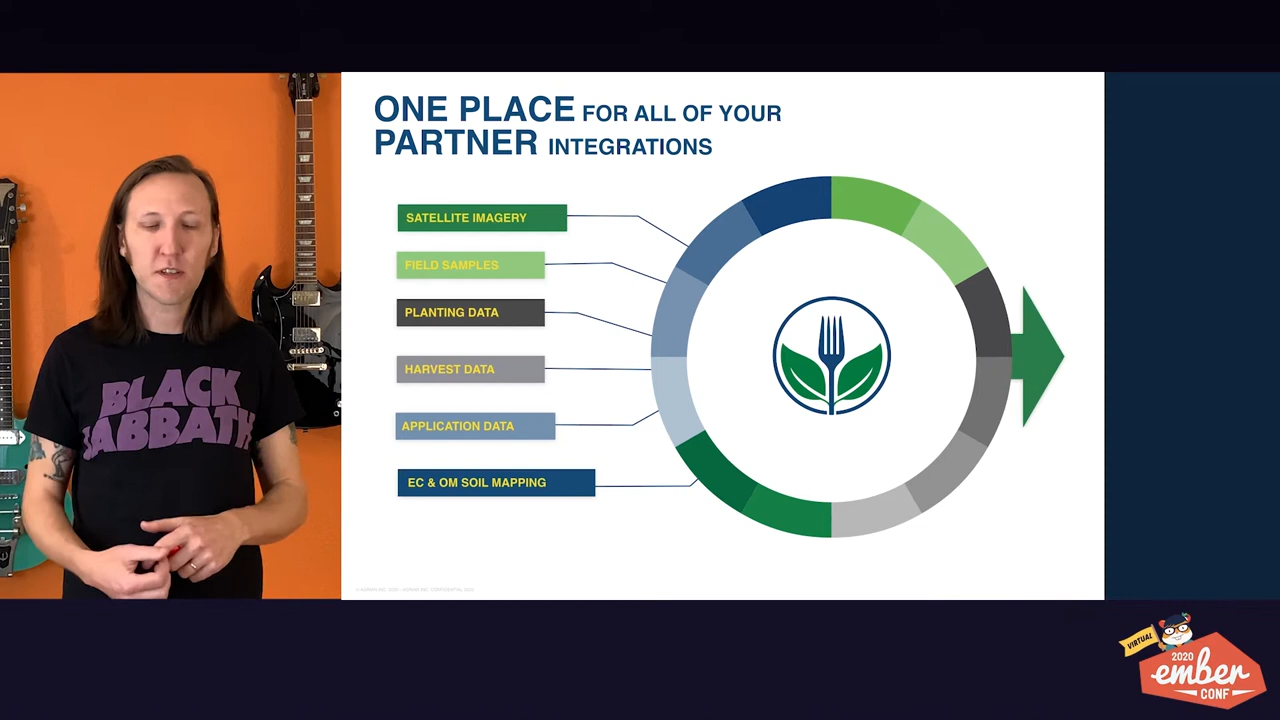 ONE PLACE FOR ALL OF YOUR
PARTNER INTEGRATIONS
SATELLITE IMAGERY
FIELD SAMPLES
PLANTING DATA
HARVEST DATA
APPLICATION DATA
EC & OM SOIL MAPPING
BLACK
SABBATH
VIRTUAL
2020
ember
CONF